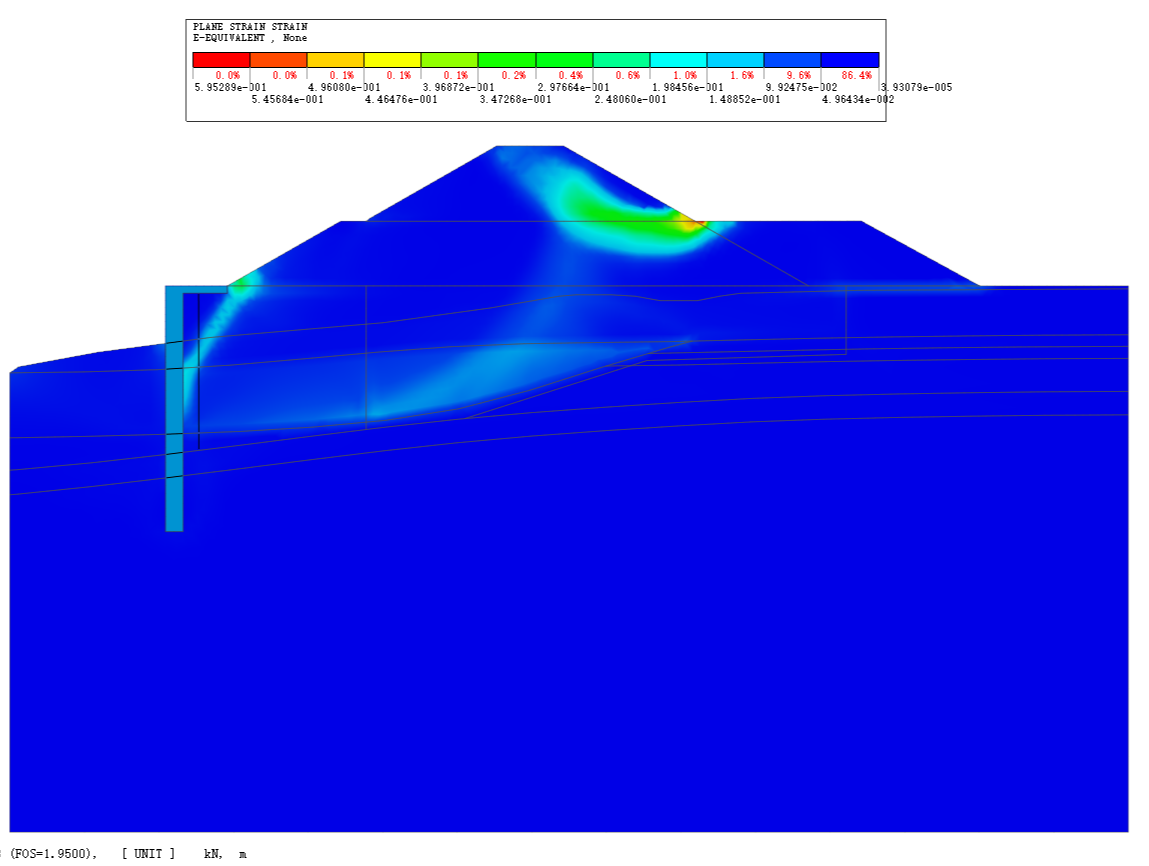 PLANE STRAIN STRAIN
E-EQUIVALENT , None
0.0% 0.0% 0.1% 0.1% 0.1% 0.2% 0.4% 0.6% 1.0% 1.6% 9.6% 86.4%
5.95289e-001 4.96080e-001 3.96872e-001 2.97664e-001 1.98456e-001 9.92475e-002 3.93079e-005
5.45684e-001 4.46476e-001 3.47268e-001 2.48060e-001 1.48852e-001 4.96434e-002
(FOS=1.9500), [ UNIT ] kN, m